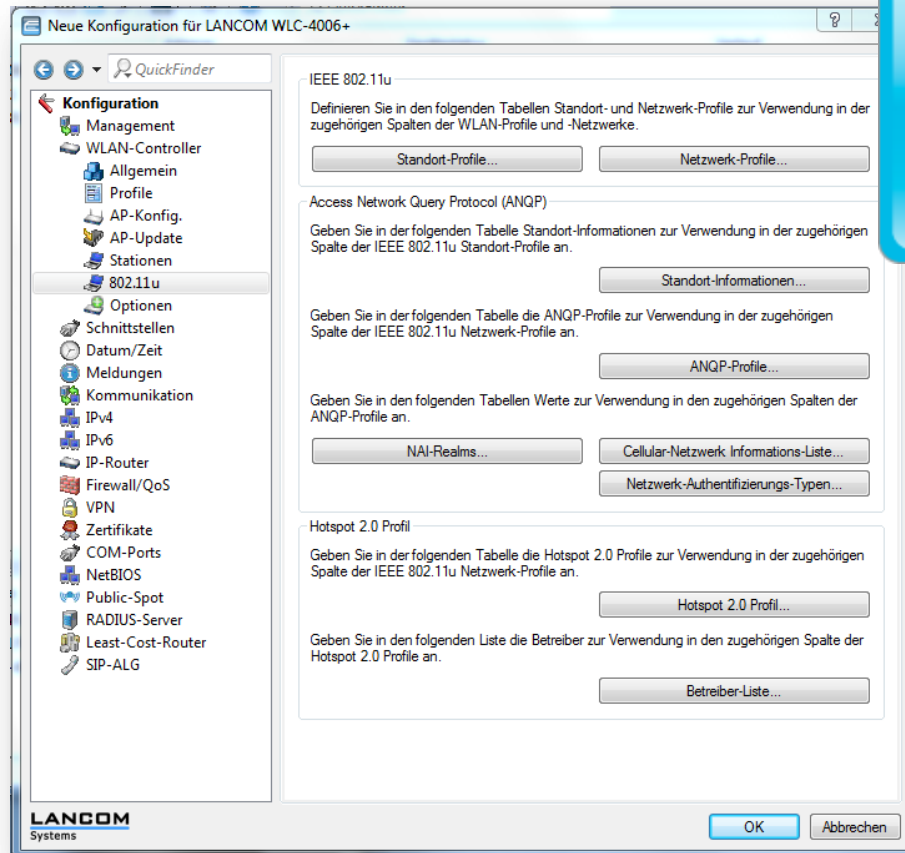 Neue Konfiguration für LANCOM WLC-4006+
QuickFinder
Konfiguration
Management
WLAN-Controller
Allgemein
Profile
AP-Konfig.
AP-Update
Stationen
802.11u
Optionen
Schnittstellen
Datum/Zeit
Meldungen
Kommunikation
IPv4
IPv6
IP-Router
Firewall/QoS
VPN
Zertifikate
COM-Ports
NetBIOS
Public-Spot
RADIUS-Server
Least-Cost-Router
SIP-ALG
IEEE 802.11u
Definieren Sie in den folgenden Tabellen Standort- und Netzwerk-Profile zur Verwendung in der
zugehörigen Spalten der WLAN-Profile und -Netzwerke.
Standort-Profile...
Netzwerk-Profile...
Access Network Query Protocol (ANQP)
Geben Sie in der folgenden Tabelle Standort-Informationen zur Verwendung in der zugehörigen
Spalte der IEEE 802.11u Standort-Profile an.
Standort-Informationen...
Geben Sie in der folgenden Tabelle die ANQP-Profile zur Verwendung in der zugehörigen
Spalte der IEEE 802.11u Netzwerk-Profile an.
ANQP-Profile...
Geben Sie in den folgenden Tabellen Werte zur Verwendung in den zugehörigen Spalten der
ANQP-Profile an.
NAI-Realms...
Cellular-Netzwerk Informations-Liste...
Netzwerk-Authentifizierungs-Typen...
Hotspot 2.0 Profil
Geben Sie in der folgenden Tabelle die Hotspot 2.0 Profile zur Verwendung in der zugehörigen
Spalte der IEEE 802.11u Netzwerk-Profile an.
Hotspot 2.0 Profil...
Geben Sie in den folgenden Liste die Betreiber zur Verwendung in den zugehörigen Spalte der
Hotspot 2.0 Profile an.
Betreiber-Liste...
LANCOM
Systems
OK
Abbrechen